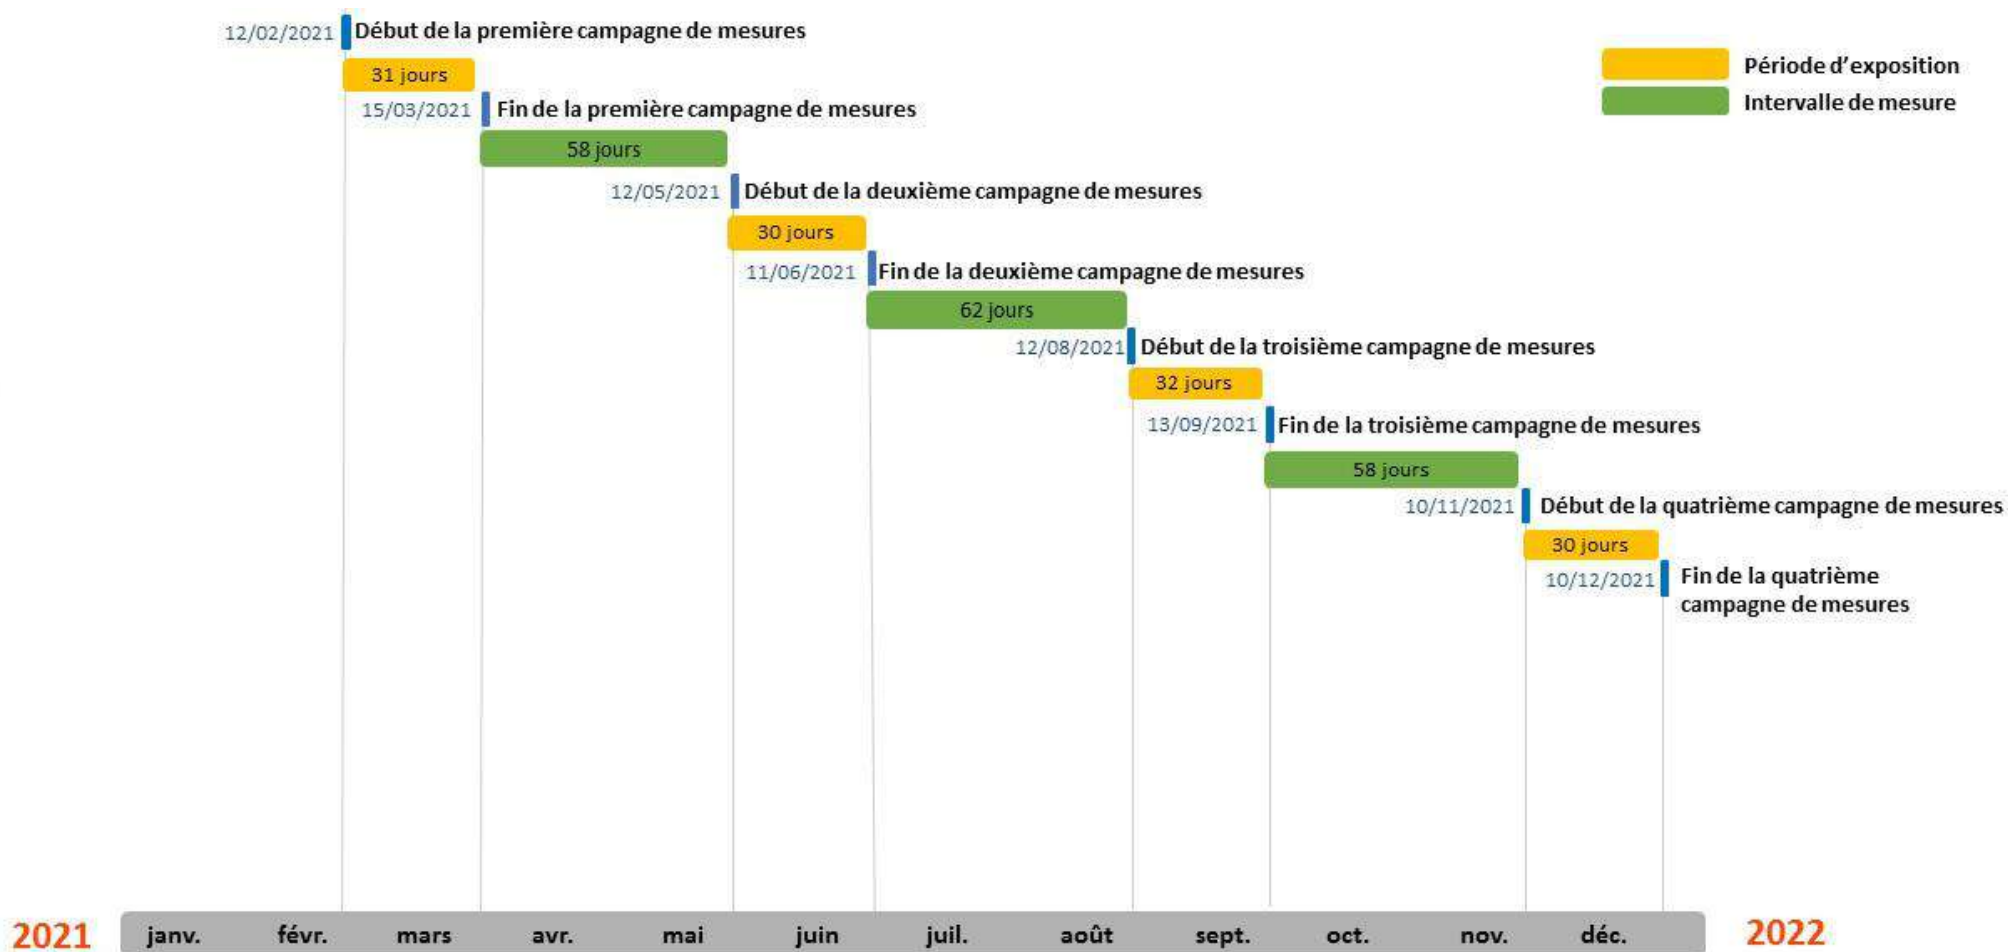 12/02/2021 Début de la première campagne de mesures
Période d'exposition
31 jours
Intervalle de mesure
15/03/2021 Fin de la première campagne de mesures
58 jours
12/05/2021 Début de la deuxième campagne de mesures
30 jours
11/06/2021 Fin de la deuxième campagne de mesures
62 jours
12/08/2021 Début de la troisième campagne de mesures
32 jours
13/09/2021 Fin de la troisième campagne de mesures
58 jours
10/11/2021 Début de la quatrième campagne de mesures
30 jours
10/12/2021 Fin de la quatrième
campagne de mesures
2021 janv. févr. mars avr. mai juin juil. août sept. oct. nov. déc. 2022